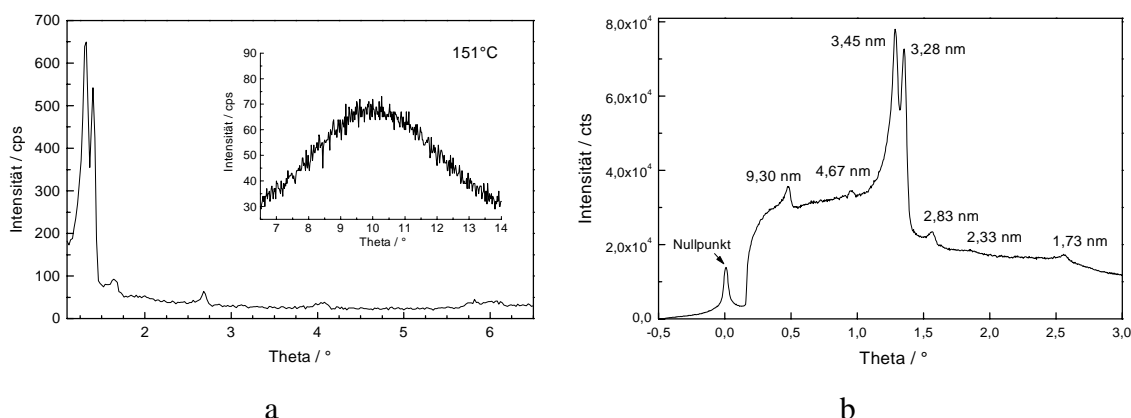 700
600
500
400
300
200
100
0
Intensität / cps
2 3 4 5 6
Theta / °
151°C
90
80
70
60
50
40
30
Intensität / cps
7 8 9 10 11 12 13 14
Theta / °
a
8,0x10⁴
6,0x10⁴
4,0x10⁴
2,0x10⁴
0,0
Intensität / cts
3,45 nm
3,28 nm
9,30 nm
4,67 nm
2,83 nm
2,33 nm
1,73 nm
Nullpunkt
-0,5 0,0 0,5 1,0 1,5 2,0 2,5 3,0
Theta / °
b